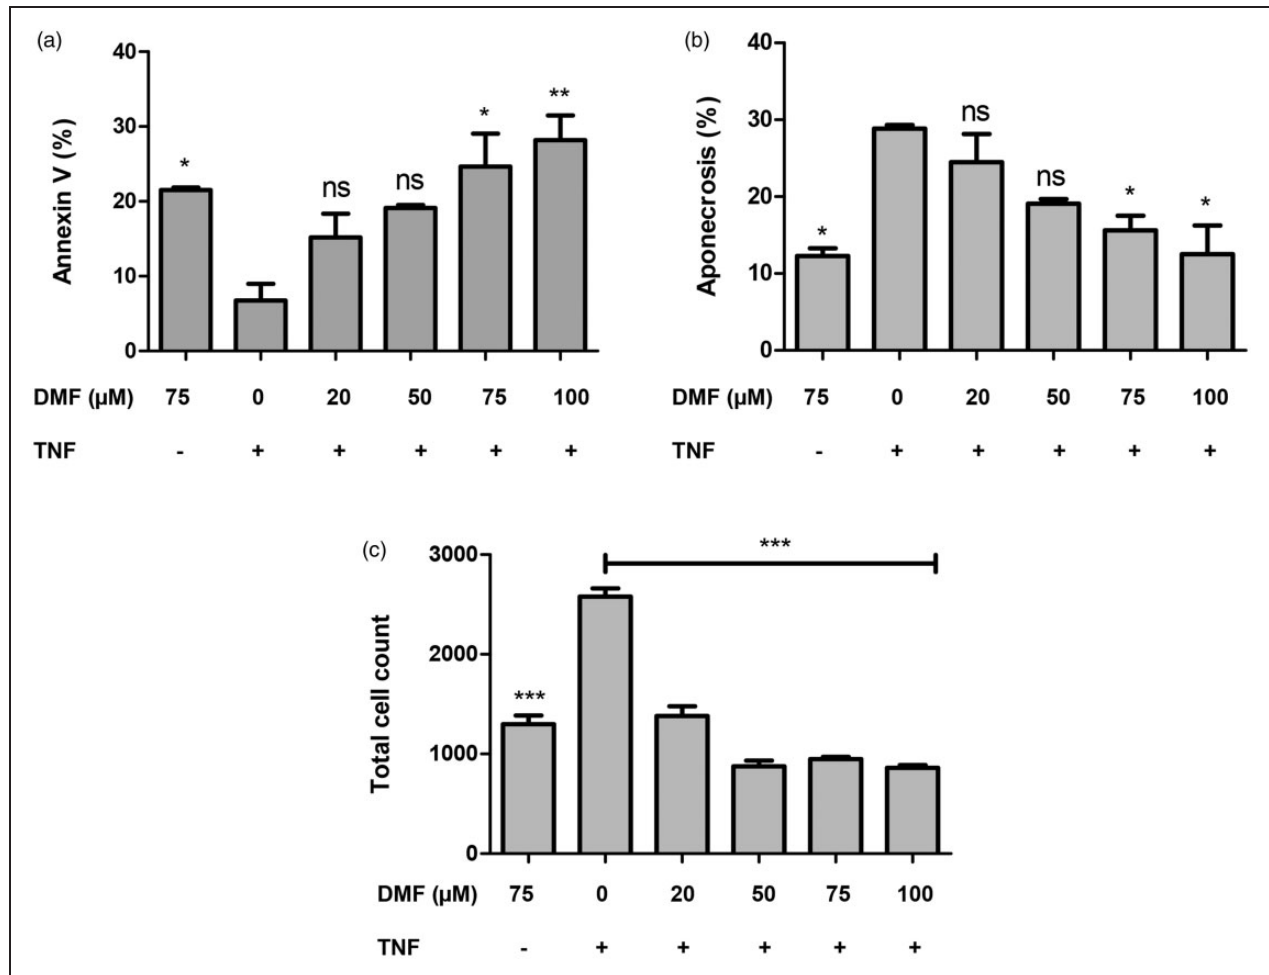 (a)
40
30
20
10
0
Annexin V (%)
*
ns
ns
*
**
DMF (µM) 75 0 20 50 75 100
TNF - + + + + +
(b)
40
30
20
10
0
Aponecrosis (%)
*
ns
ns
*
*
DMF (µM) 75 0 20 50 75 100
TNF - + + + + +
(c)
3000
2000
1000
0
Total cell count
***
***
DMF (µM) 75 0 20 50 75 100
TNF - + + + + +